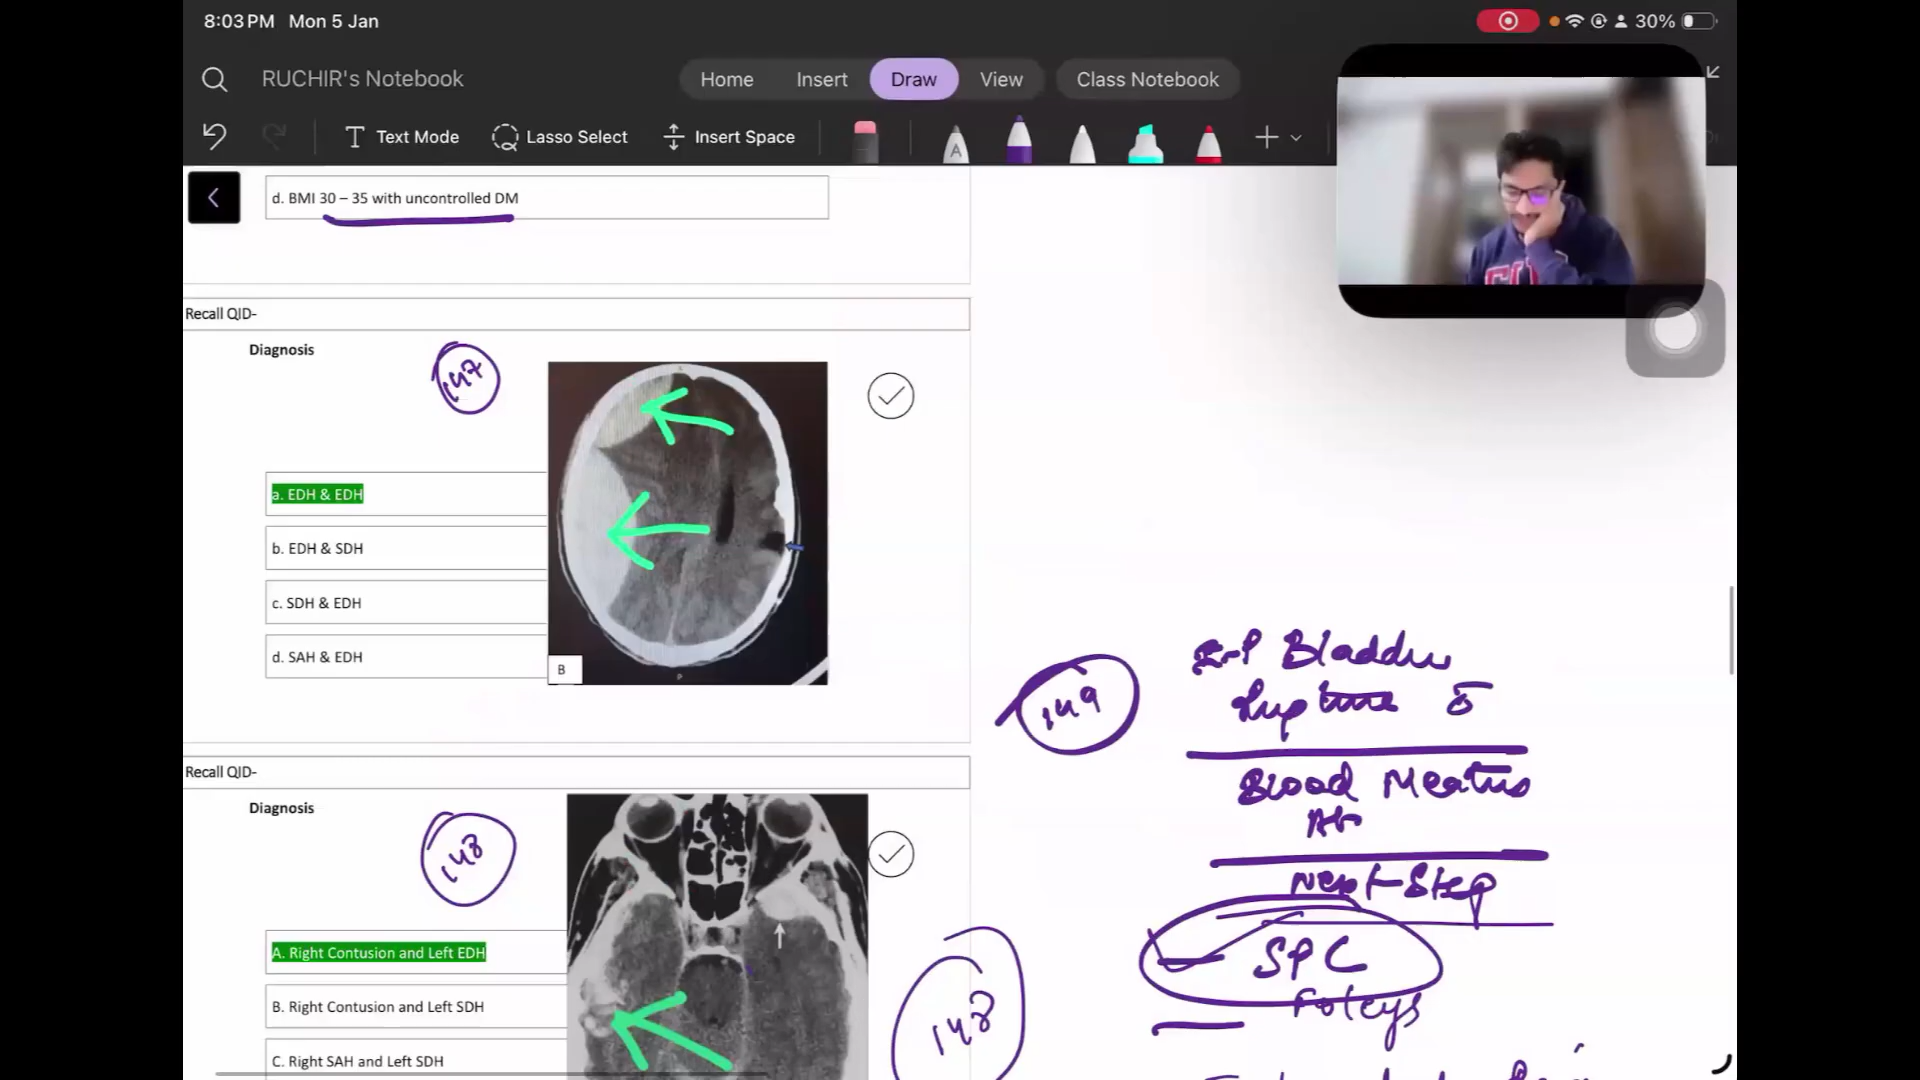 8:03 PM Mon 5 Jan
30%
RUCHIR's Notebook
Home Insert Draw View Class Notebook
Text Mode Lasso Select Insert Space
d. BMI 30 – 35 with uncontrolled DM
Recall QID-
Diagnosis
147
a. EDH & EDH
b. EDH & SDH
c. SDH & EDH
d. SAH & EDH
B
Recall QID-
Diagnosis
148
A. Right Contusion and Left EDH
B. Right Contusion and Left SDH
C. Right SAH and Left SDH
149
Bladder
Rupture
Blood Meatus
Next Step
SPC
Foleys
148